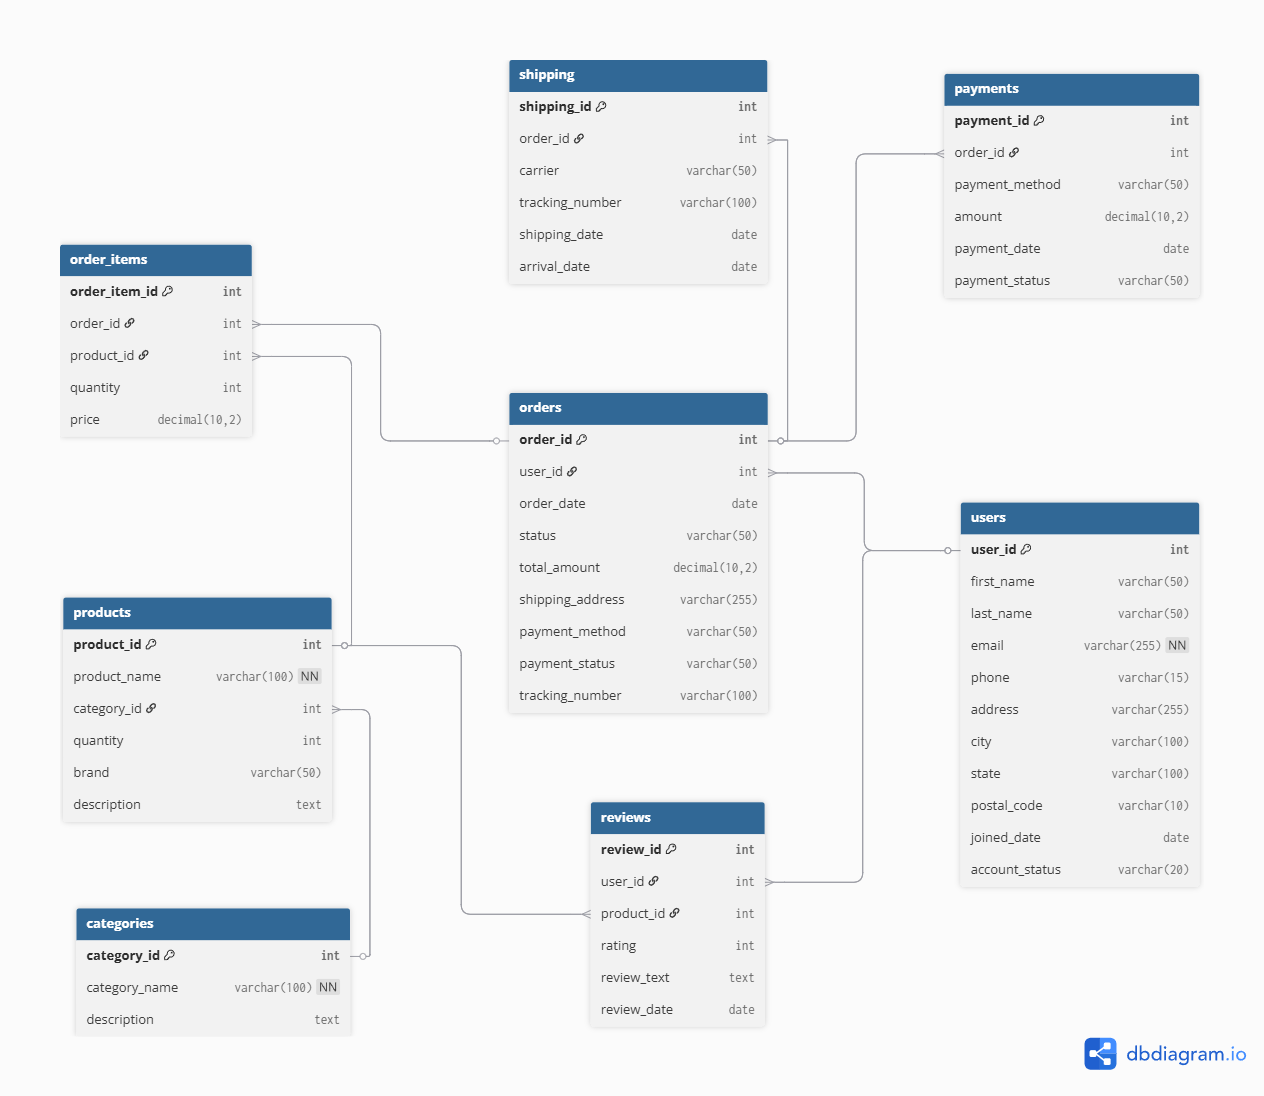 shipping
shipping_id int
order_id int
carrier varchar(50)
tracking_number varchar(100)
shipping_date date
arrival_date date
payments
payment_id int
order_id int
payment_method varchar(50)
amount decimal(10,2)
payment_date date
payment_status varchar(50)
order_items
order_item_id int
order_id int
product_id int
quantity int
price decimal(10,2)
orders
order_id int
user_id int
order_date date
status varchar(50)
total_amount decimal(10,2)
shipping_address varchar(255)
payment_method varchar(50)
payment_status varchar(50)
tracking_number varchar(100)
users
user_id int
first_name varchar(50)
last_name varchar(50)
email varchar(255) NN
phone varchar(15)
address varchar(255)
city varchar(100)
state varchar(100)
postal_code varchar(10)
joined_date date
account_status varchar(20)
products
product_id int
product_name varchar(100) NN
category_id int
quantity int
brand varchar(50)
description text
reviews
review_id int
user_id int
product_id int
rating int
review_text text
review_date date
categories
category_id int
category_name varchar(100) NN
description text
dbdiagram.io